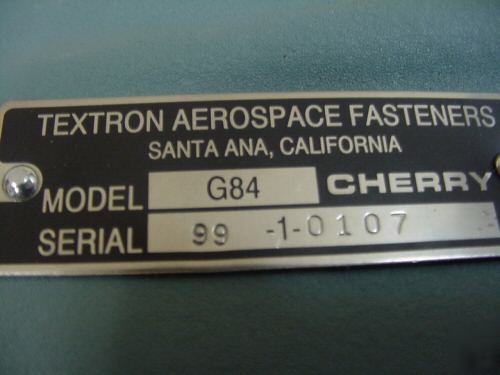 TEXTRON AEROSPACE FASTENERS
SANTA ANA, CALIFORNIA
MODEL G84 CHERRY
SERIAL 99 -1-0107